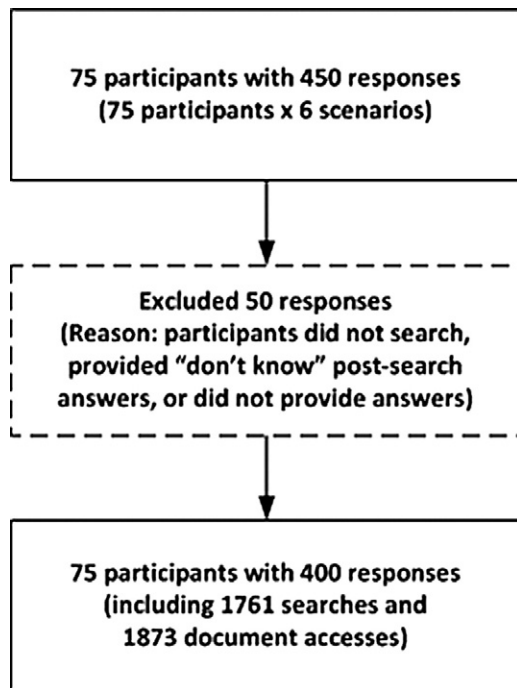 75 participants with 450 responses
(75 participants x 6 scenarios)
Excluded 50 responses
(Reason: participants did not search,
provided “don’t know” post-search
answers, or did not provide answers)
75 participants with 400 responses
(including 1761 searches and
1873 document accesses)